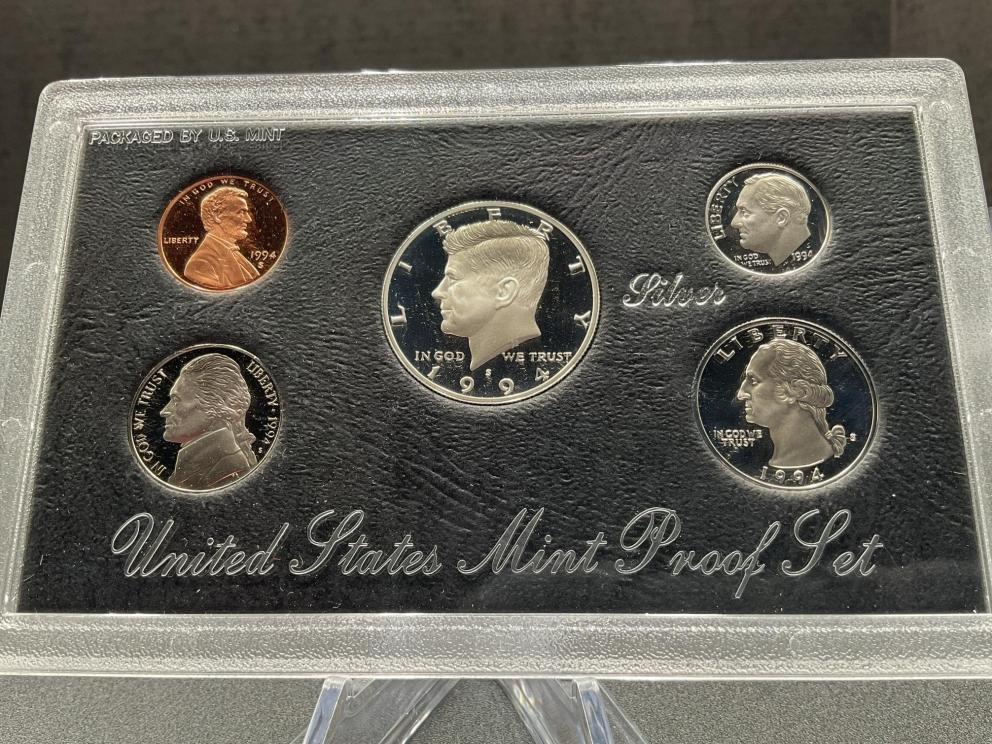 PACKAGED BY U.S. MINT
IN GOD WE TRUST
LIBERTY
1994
S
LIBERTY
IN GOD WE TRUST
S
1994
LIBERTY
IN GOD
WE TRUST
1994
Silver
IN GOD WE TRUST
LIBERTY · 1994
S
LIBERTY
IN GOD WE
TRUST
S
1994
United States Mint Proof Set